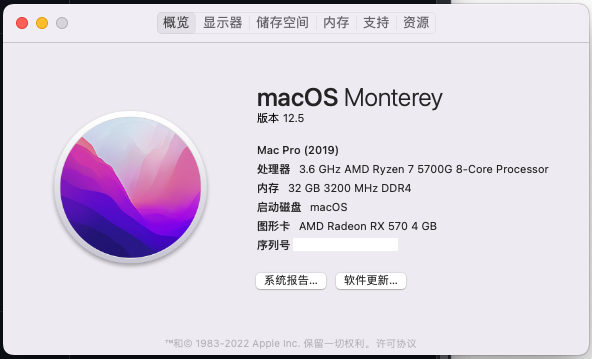 概览 显示器 储存空间 内存 支持 资源
macOS Monterey
版本 12.5
Mac Pro (2019)
处理器 3.6 GHz AMD Ryzen 7 5700G 8-Core Processor
内存 32 GB 3200 MHz DDR4
启动磁盘 macOS
图形卡 AMD Radeon RX 570 4 GB
序列号
系统报告... 软件更新...
™和© 1983-2022 Apple Inc. 保留一切权利。许可协议